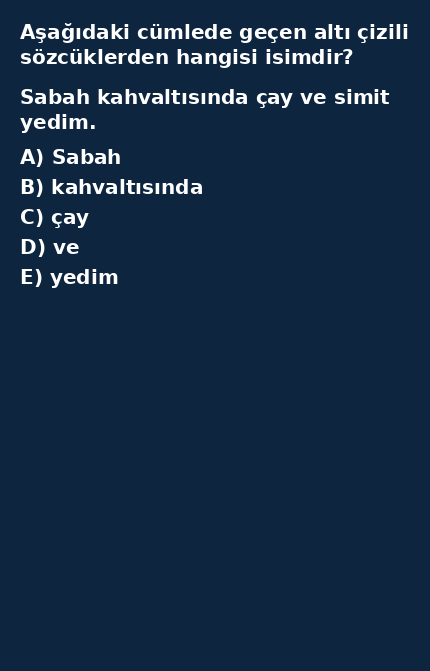 Aşağıdaki cümlede geçen altı çizili
sözcüklerden hangisi isimdir?
Sabah kahvaltısında çay ve simit
yedim.
A) Sabah
B) kahvaltısında
C) çay
D) ve
E) yedim